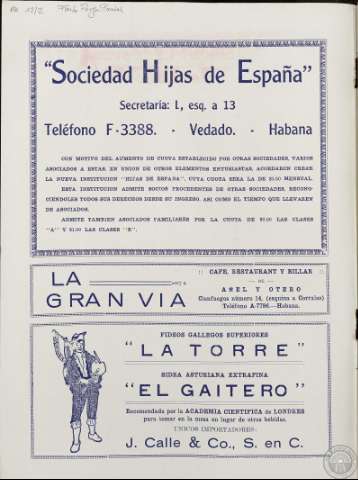 "Sociedad Hijas de España"
Secretaría: I, esq. a 13
Teléfono F-3388. - Vedado. - Habana
CON MOTIVO DEL AUMENTO DE CUOTA ESTABLECIDO POR OTRAS SOCIEDADES, VARIOS
ASOCIADOS A ESTAS, EN UNION DE OTROS ELEMENTOS ENTUSIASTAS, ACORDARON CREAR
LA NUEVA INSTITUCION "HIJAS DE ESPAÑA", CUYA CUOTA SERA LA DE $2.00 MENSUAL.
ESTA INSTITUCION ADMITE SOCIOS PROCEDENTES DE OTRAS SOCIEDADES, RECONO-
CIENDOLES TODOS SUS DERECHOS DESDE SU INGRESO, ASI COMO EL TIEMPO QUE LLEVAREN
DE ASOCIADOS.
ADMITE TAMBIEN ASOCIADOS FAMILIARES POR LA CUOTA DE LAS CLASES
"A" Y $1.00 LAS CLASES "B".
LA
GRAN VIA
:: CAFE, RESTAURANT Y BILLAR ::
— DE —
ANEL Y OTERO
Cienfuegos número 14, (esquina a Corrales)
Teléfono A-7786.—Habana.
FIDEOS GALLEGOS SUPERIORES
"LA TORRE"
SIDRA ASTURIANA EXTRAFINA
"EL GAITERO"
Recomendada por la ACADEMIA CIENTIFICA de LONDRES
para tomar en la mesa en lugar de otras bebidas.
UNICOS IMPORTADORES:
J. Calle & Co., S. en C.